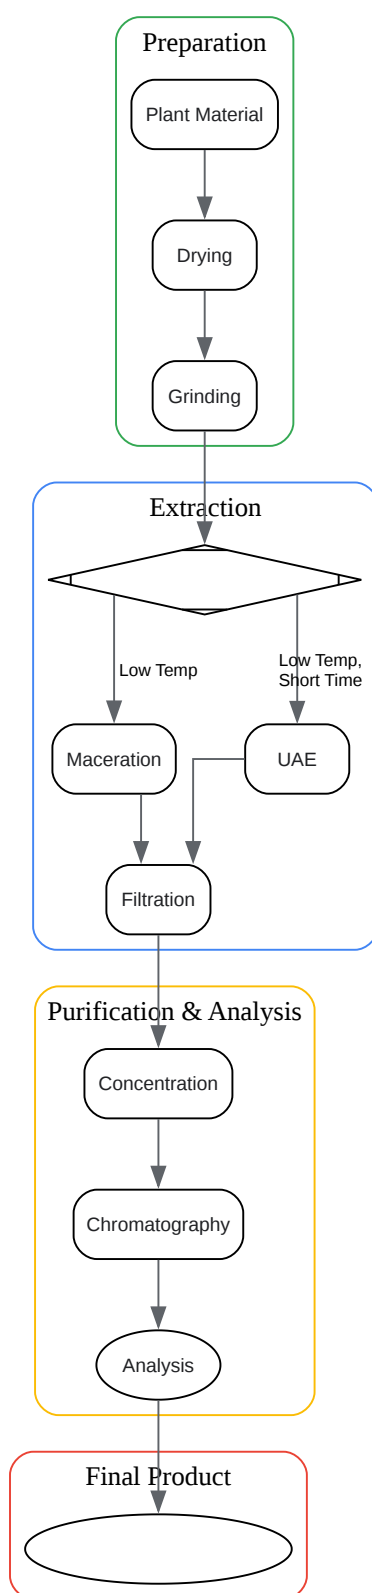 Preparation
Plant Material
Drying
Grinding
Extraction
Low Temp
Low Temp,
Short Time
Maceration
UAE
Filtration
Purification & Analysis
Concentration
Chromatography
Analysis
Final Product